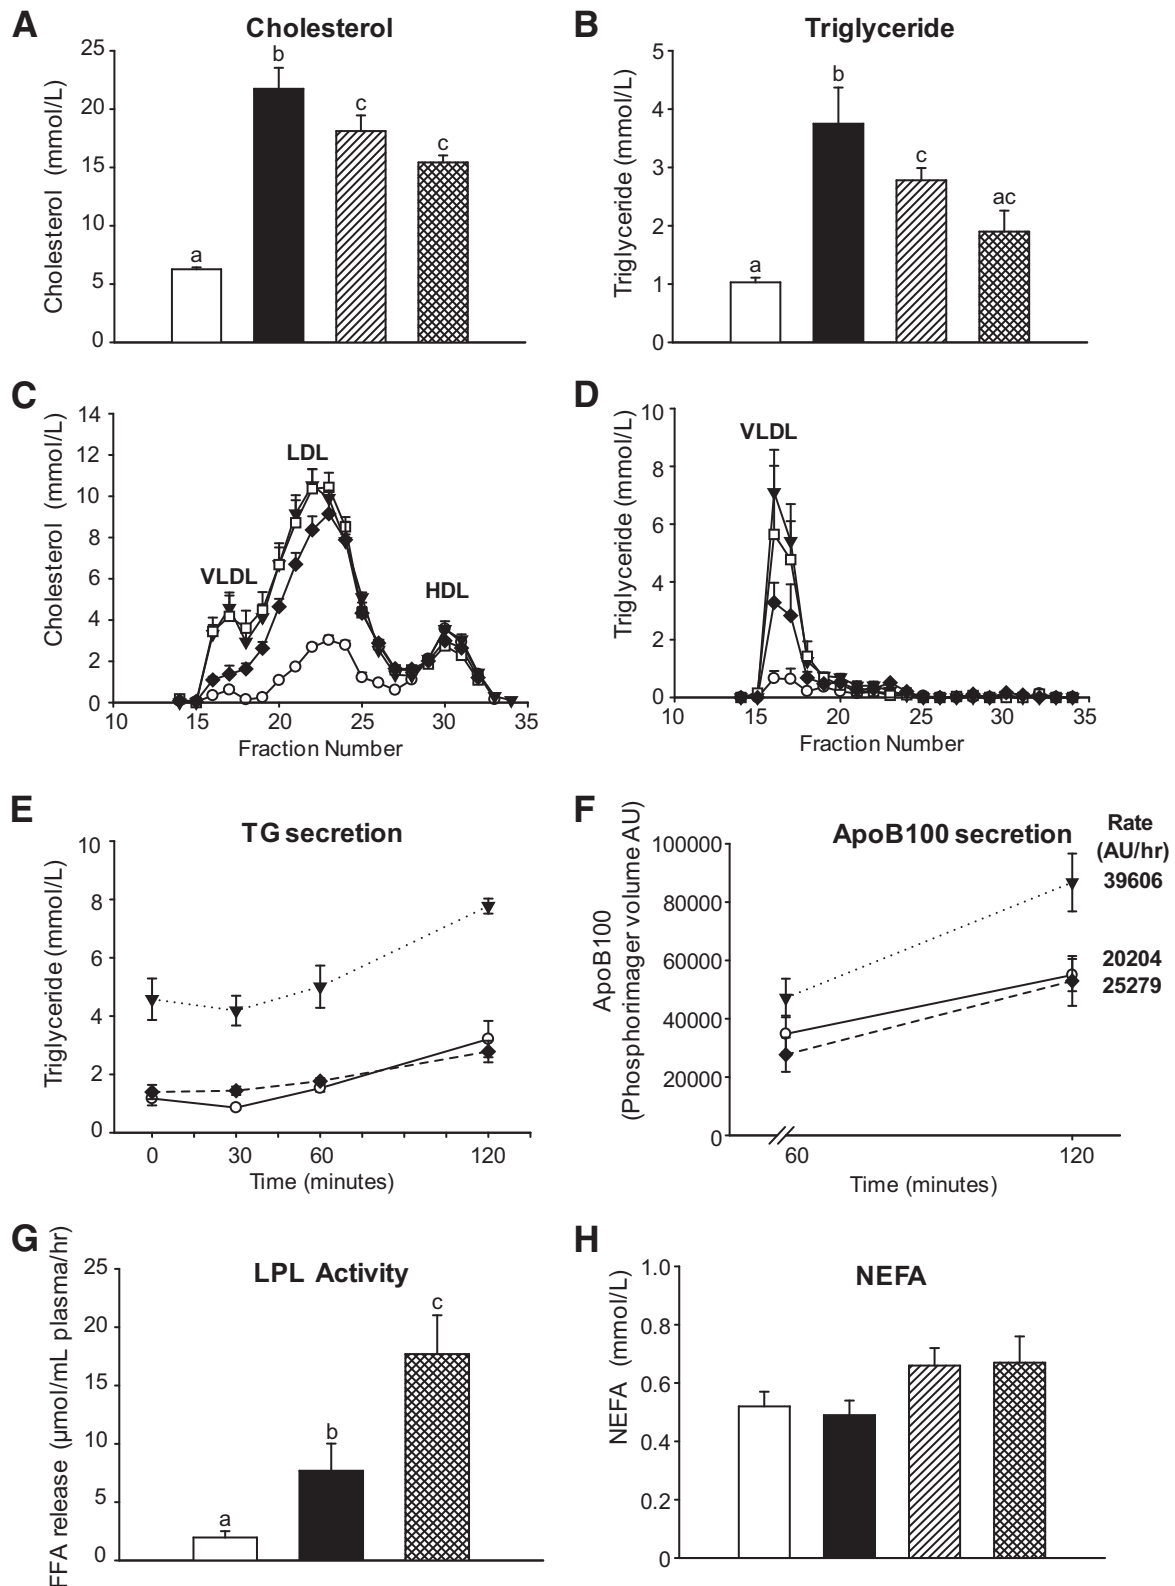 A
Cholesterol
Cholesterol (mmol/L)
25
20
15
10
5
0
a
b
c
c
B
Triglyceride
Triglyceride (mmol/L)
5
4
3
2
1
0
a
b
c
ac
C
Cholesterol (mmol/L)
14
12
10
8
6
4
2
0
VLDL
LDL
HDL
10
15
20
25
30
35
Fraction Number
D
Triglyceride (mmol/L)
10
8
6
4
2
0
VLDL
10
15
20
25
30
35
Fraction Number
E
TG secretion
Triglyceride (mmol/L)
10
8
6
4
2
0
0
30
60
120
Time (minutes)
F
ApoB100 secretion
ApoB100
(Phosphorimager volume AU)
100000
80000
60000
40000
20000
0
60
120
Time (minutes)
Rate
(AU/hr)
39606
20204
25279
G
LPL Activity
FFA release (µmol/mL plasma/hr)
25
20
15
10
5
0
a
b
c
H
NEFA
NEFA (mmol/L)
1.0
0.8
0.6
0.4
0.2
0